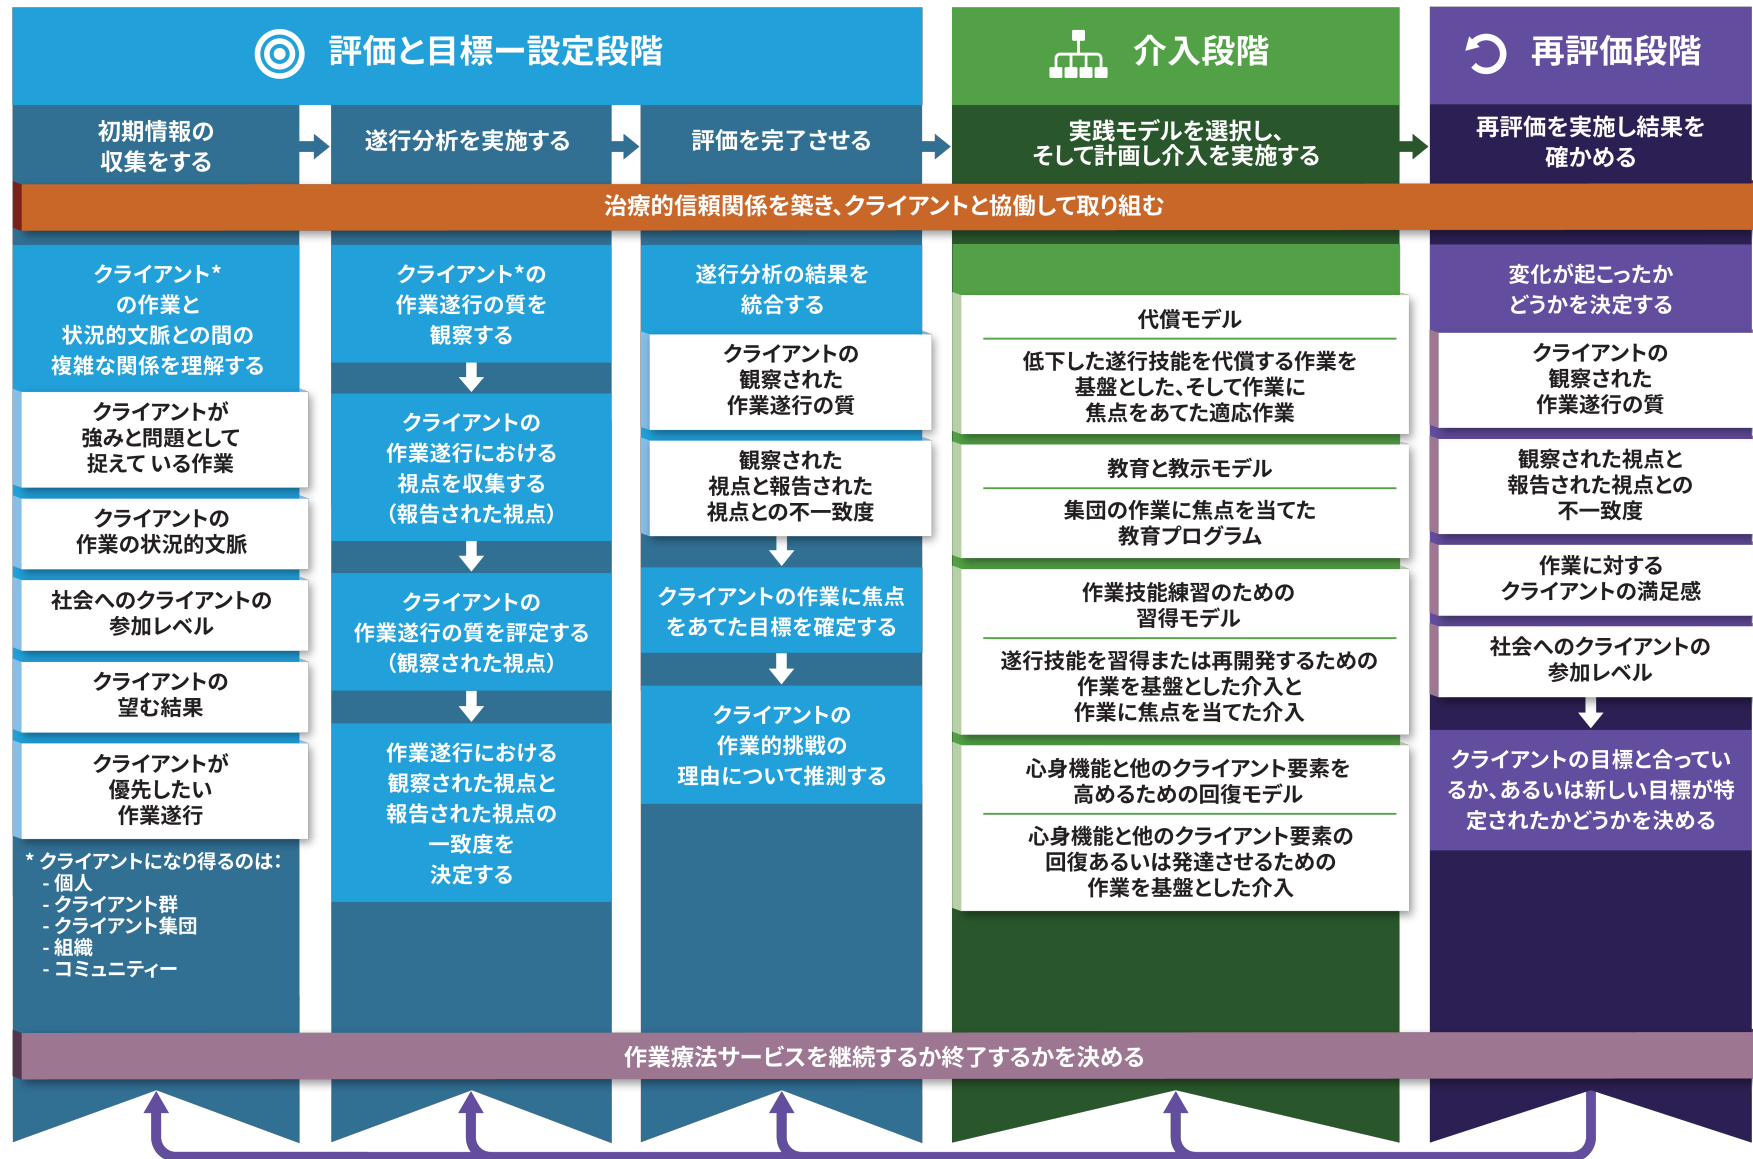 評価と目標ー設定段階
介入段階
再評価段階
初期情報の
収集をする
遂行分析を実施する
評価を完了させる
実践モデルを選択し、
そして計画し介入を実施する
再評価を実施し結果を
確かめる
治療的信頼関係を築き、クライアントと協働して取り組む
クライアント*
の作業と
状況的文脈との間の
複雑な関係を理解する
クライアントが
強みと問題として
捉えて いる作業
クライアントの
作業の状況的文脈
社会へのクライアントの
参加レベル
クライアントの
望む結果
クライアントが
優先したい
作業遂行
* クライアントになり得るのは：
- 個人
- クライアント群
- クライアント集団
- 組織
- コミュニティー
クライアント*の
作業遂行の質を
観察する
クライアントの
作業遂行における
視点を収集する
（報告された視点）
クライアントの
作業遂行の質を評定する
（観察された視点）
作業遂行における
観察された視点と
報告された視点の
一致度を
決定する
遂行分析の結果を
統合する
クライアントの
観察された
作業遂行の質
観察された
視点と報告された
視点との不一致度
クライアントの作業に焦点
をあてた目標を確定する
クライアントの
作業的挑戦の
理由について推測する
代償モデル
低下した遂行技能を代償する作業を
基盤とした、そして作業に
焦点をあてた適応作業
教育と教示モデル
集団の作業に焦点を当てた
教育プログラム
作業技能練習のための
習得モデル
遂行技能を習得または再開発するための
作業を基盤とした介入と
作業に焦点を当てた介入
心身機能と他のクライアント要素を
高めるための回復モデル
心身機能と他のクライアント要素の
回復あるいは発達させるための
作業を基盤とした介入
変化が起こったか
どうかを決定する
クライアントの
観察された
作業遂行の質
観察された視点と
報告された視点との
不一致度
作業に対する
クライアントの満足感
社会へのクライアントの
参加レベル
クライアントの目標と合ってい
るか、あるいは新しい目標が特
定されたかどうかを決める
作業療法サービスを継続するか終了するかを決める